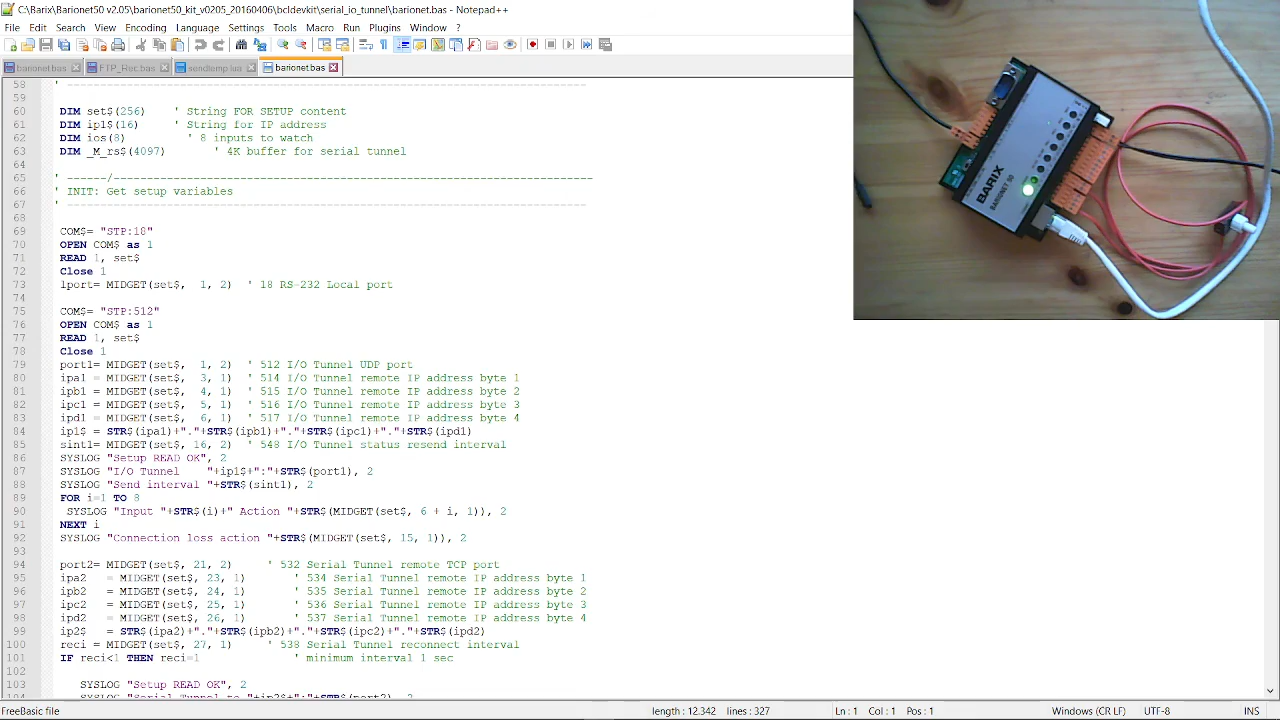 C:\Barix\Barionet50 v2.05\barionet50_kit_v0205_20160406\bcldevkit\serial_io_tunnel\barionet.bas - Notepad++
File Edit Search View Encoding Language Settings Tools Macro Run Plugins Window ?
barionet.bas FTP_Rec.bas sendtemp.lua barionet.bas
58 ' -------------------------------------------------------------------------------
59
60 DIM set$(256) ' String FOR SETUP content
61 DIM ip1$(16) ' String for IP address
62 DIM ios(8) ' 8 inputs to watch
63 DIM _M_rs$(4097) ' 4K buffer for serial tunnel
64
65 ' ------/-------------------------------------------------------------------------
66 ' INIT: Get setup variables
67 ' -------------------------------------------------------------------------------
68
69 COM$= "STP:18"
70 OPEN COM$ as 1
71 READ 1, set$
72 Close 1
73 lport= MIDGET(set$, 1, 2) ' 18 RS-232 Local port
74
75 COM$= "STP:512"
76 OPEN COM$ as 1
77 READ 1, set$
78 Close 1
79 port1= MIDGET(set$, 1, 2) ' 512 I/O Tunnel UDP port
80 ipa1 = MIDGET(set$, 3, 1) ' 514 I/O Tunnel remote IP address byte 1
81 ipb1 = MIDGET(set$, 4, 1) ' 515 I/O Tunnel remote IP address byte 2
82 ipc1 = MIDGET(set$, 5, 1) ' 516 I/O Tunnel remote IP address byte 3
83 ipd1 = MIDGET(set$, 6, 1) ' 517 I/O Tunnel remote IP address byte 4
84 ip1$ = STR$(ipa1)+"."+STR$(ipb1)+"."+STR$(ipc1)+"."+STR$(ipd1)
85 sint1= MIDGET(set$, 16, 2) ' 548 I/O Tunnel status resend interval
86 SYSLOG "Setup READ OK", 2
87 SYSLOG "I/O Tunnel "+ip1$+":"+STR$(port1), 2
88 SYSLOG "Send interval "+STR$(sint1), 2
89 FOR i=1 TO 8
90 SYSLOG "Input "+STR$(i)+" Action "+STR$(MIDGET(set$, 6 + i, 1)), 2
91 NEXT i
92 SYSLOG "Connection loss action "+STR$(MIDGET(set$, 15, 1)), 2
93
94 port2= MIDGET(set$, 21, 2) ' 532 Serial Tunnel remote TCP port
95 ipa2 = MIDGET(set$, 23, 1) ' 534 Serial Tunnel remote IP address byte 1
96 ipb2 = MIDGET(set$, 24, 1) ' 535 Serial Tunnel remote IP address byte 2
97 ipc2 = MIDGET(set$, 25, 1) ' 536 Serial Tunnel remote IP address byte 3
98 ipd2 = MIDGET(set$, 26, 1) ' 537 Serial Tunnel remote IP address byte 4
99 ip2$ = STR$(ipa2)+"."+STR$(ipb2)+"."+STR$(ipc2)+"."+STR$(ipd2)
100 reci = MIDGET(set$, 27, 1) ' 538 Serial Tunnel reconnect interval
101 IF reci<1 THEN reci=1 ' minimum interval 1 sec
102
103 SYSLOG "Setup READ OK", 2
104 SYSLOG "Serial Tunnel to "+ip2$+":"+STR$(port2), 2
FreeBasic file length : 12.342 lines : 327 Ln : 1 Col : 1 Pos : 1 Windows (CR LF) UTF-8 INS
BARIX
BARIONET 50